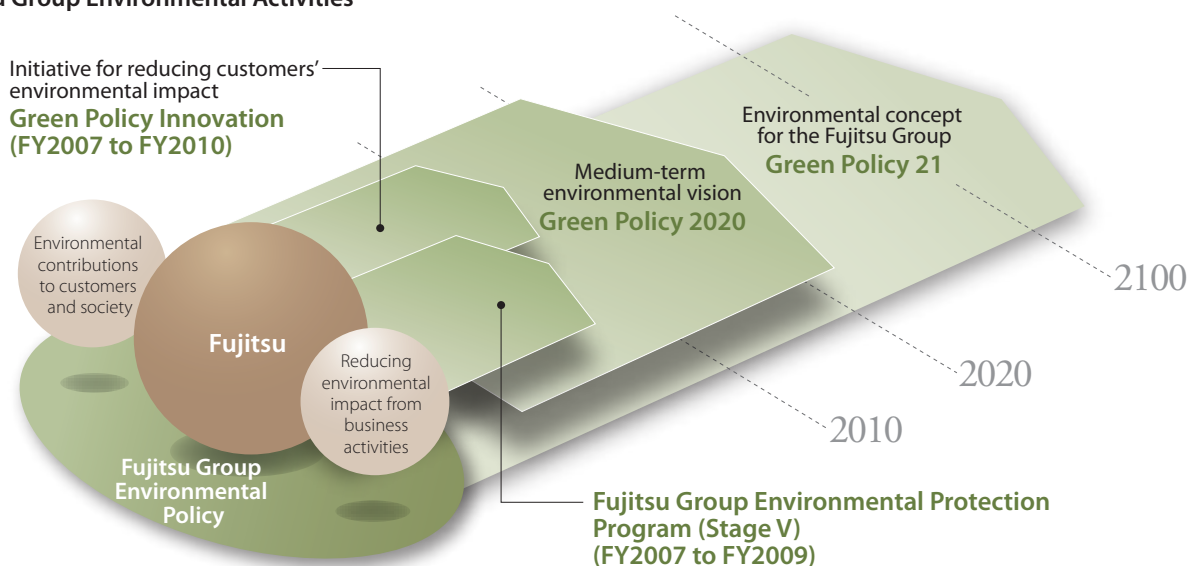 Group Environmental Activities
Initiative for reducing customers’
environmental impact
Green Policy Innovation
(FY2007 to FY2010)
Environmental concept
for the Fujitsu Group
Green Policy 21
Medium-term
environmental vision
Green Policy 2020
Environmental
contributions
to customers
and society
Fujitsu
Reducing
environmental
impact from
business
activities
2100
2020
2010
Fujitsu Group
Environmental
Policy
Fujitsu Group Environmental Protection
Program (Stage V)
(FY2007 to FY2009)